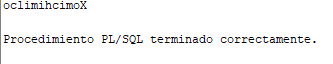 oclimihcimoX
Procedimiento PL/SQL terminado correctamente.